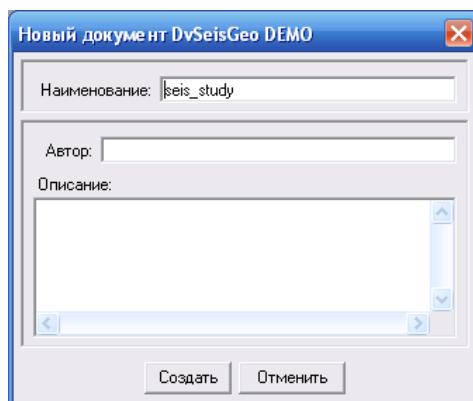 Новый документ DvSeisGeo DEMO
Наименование: seis_study
Автор:
Описание:
Создать Отменить